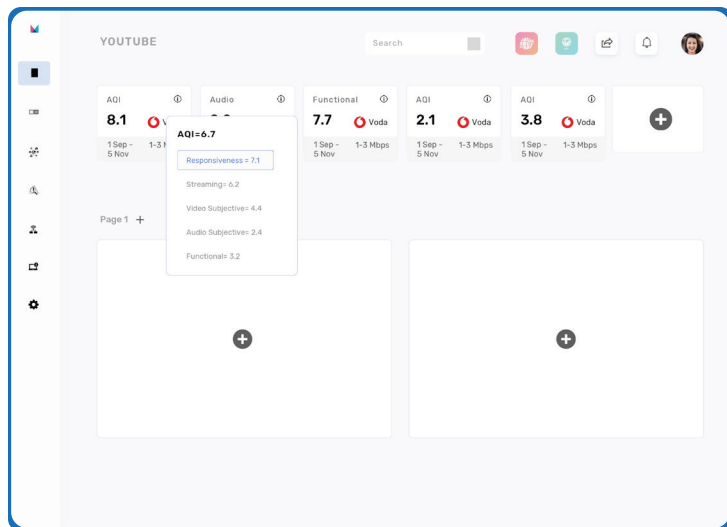 YOUTUBE
Search
AQI
8.1
1 Sep -
5 Nov
Audio
Functional
7.7
Voda
1 Sep -
5 Nov
1-3 Mbps
AQI
2.1
Voda
1 Sep -
5 Nov
1-3 Mbps
AQI
3.8
Voda
1 Sep -
5 Nov
1-3 Mbps
AQI=6.7
Responsiveness = 7.1
Streaming= 6.2
Video Subjective= 4.4
Audio Subjective= 2.4
Functional= 3.2
Page 1 +